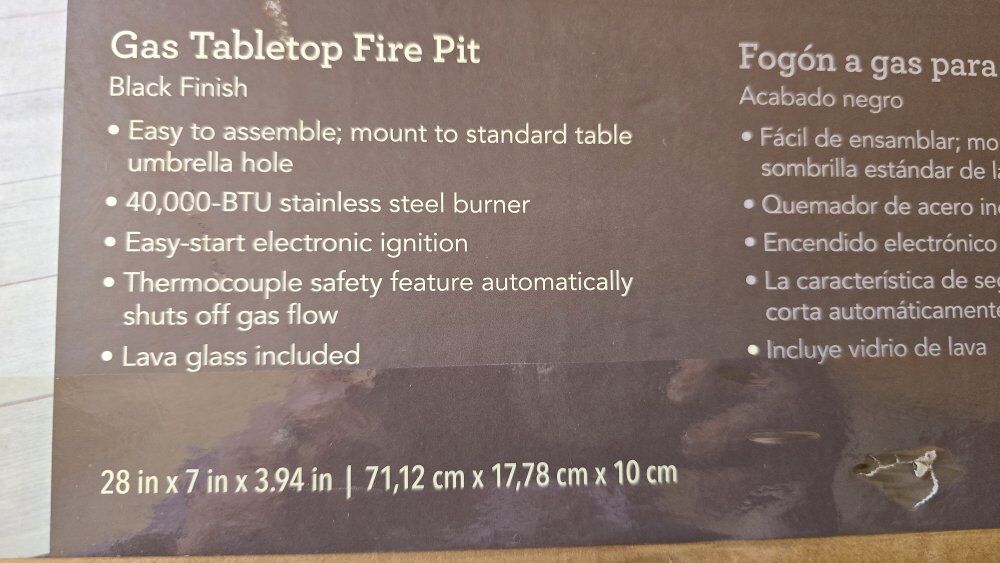 Gas Tabletop Fire Pit
Black Finish
• Easy to assemble; mount to standard table
umbrella hole
• 40,000-BTU stainless steel burner
• Easy-start electronic ignition
• Thermocouple safety feature automatically
shuts off gas flow
• Lava glass included
28 in x 7 in x 3.94 in | 71,12 cm x 17,78 cm x 10 cm
Fogón a gas para
Acabado negro
• Fácil de ensamblar; mo
sombrilla estándar de la
• Quemador de acero ino
• Encendido electrónico
• La característica de seg
corta automáticamente
• Incluye vidrio de lava